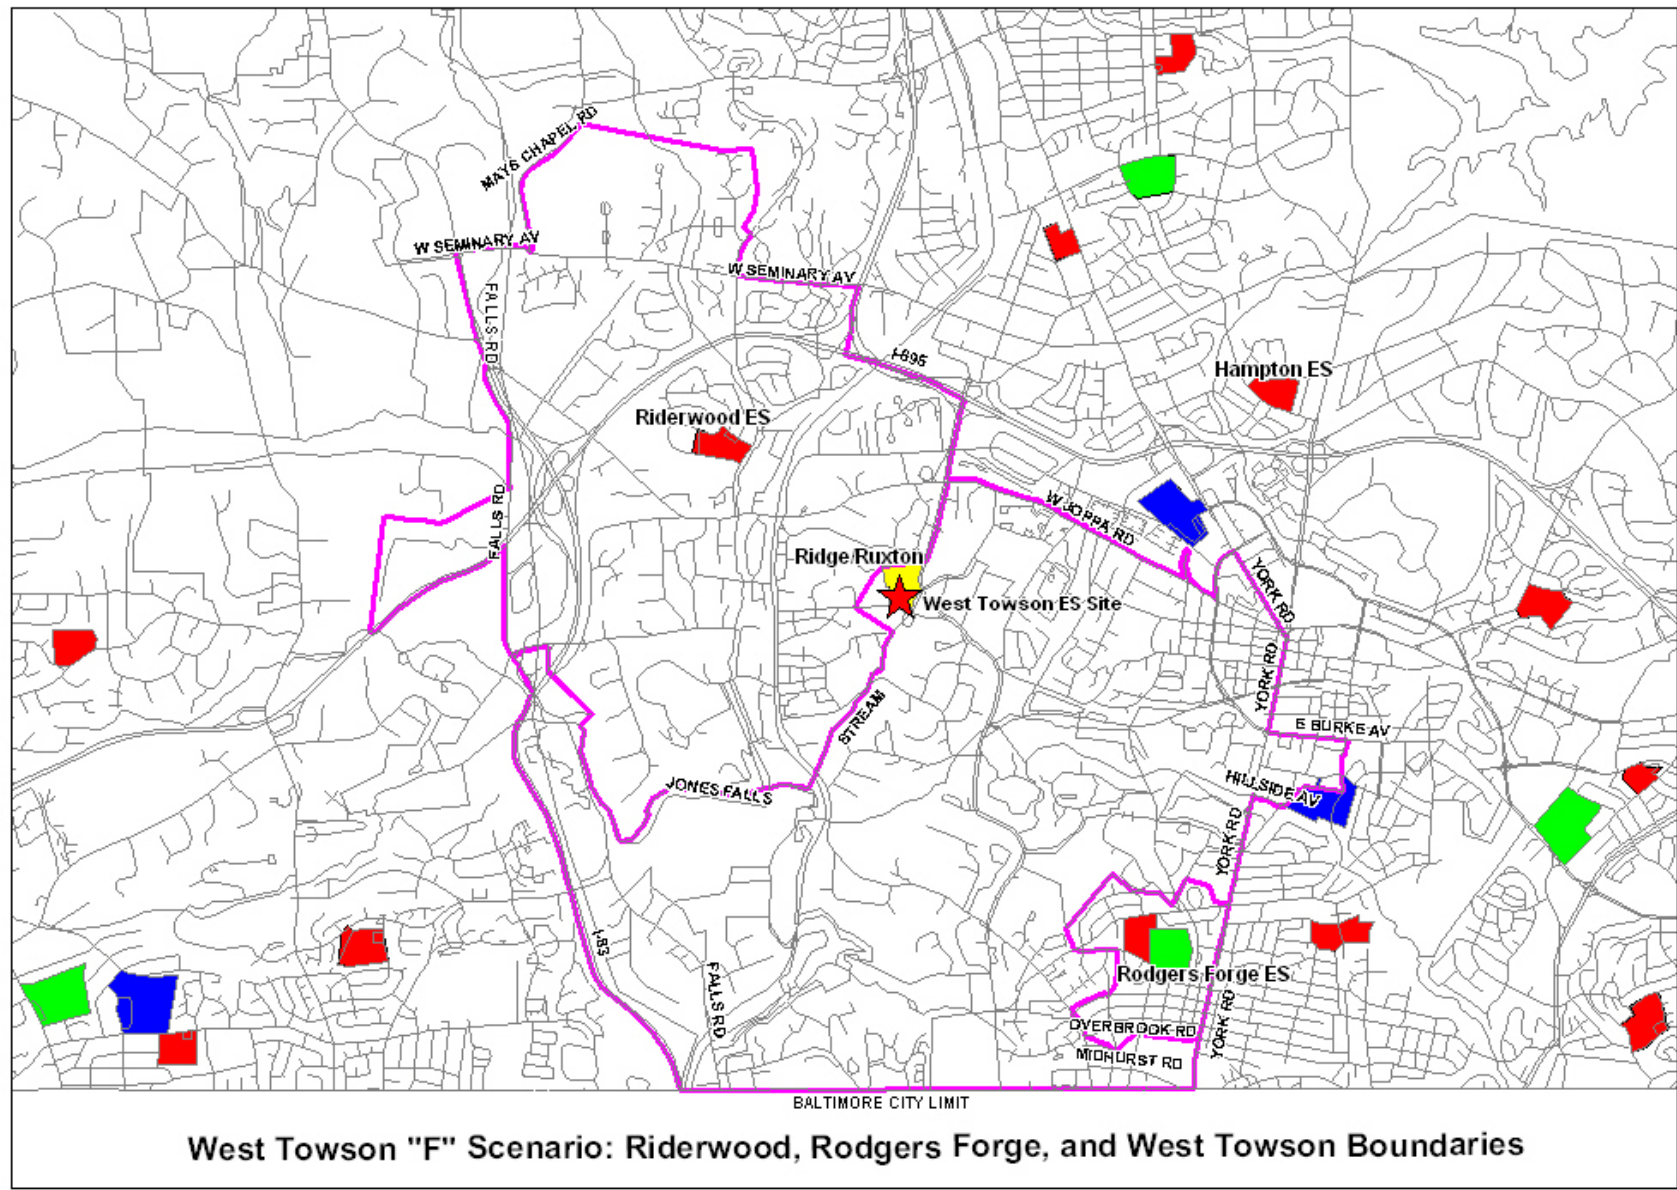 MAYS CHAPEL RD
W SEMINARY AV
W SEMINARY AV
FALLS RD
I-695
Hampton ES
Riderwood ES
FALLS RD
W JOPPA RD
Ridge/Ruxton
YORK RD
West Towson ES Site
YORK RD
STREAM
E BURKE AV
JONES FALLS
HILLSIDE AV
YORK RD
I-83
FALLS RD
Rodgers Forge ES
YORK RD
OVERBROOK RD
MIDHURST RD
BALTIMORE CITY LIMIT
West Towson "F" Scenario: Riderwood, Rodgers Forge, and West Towson Boundaries